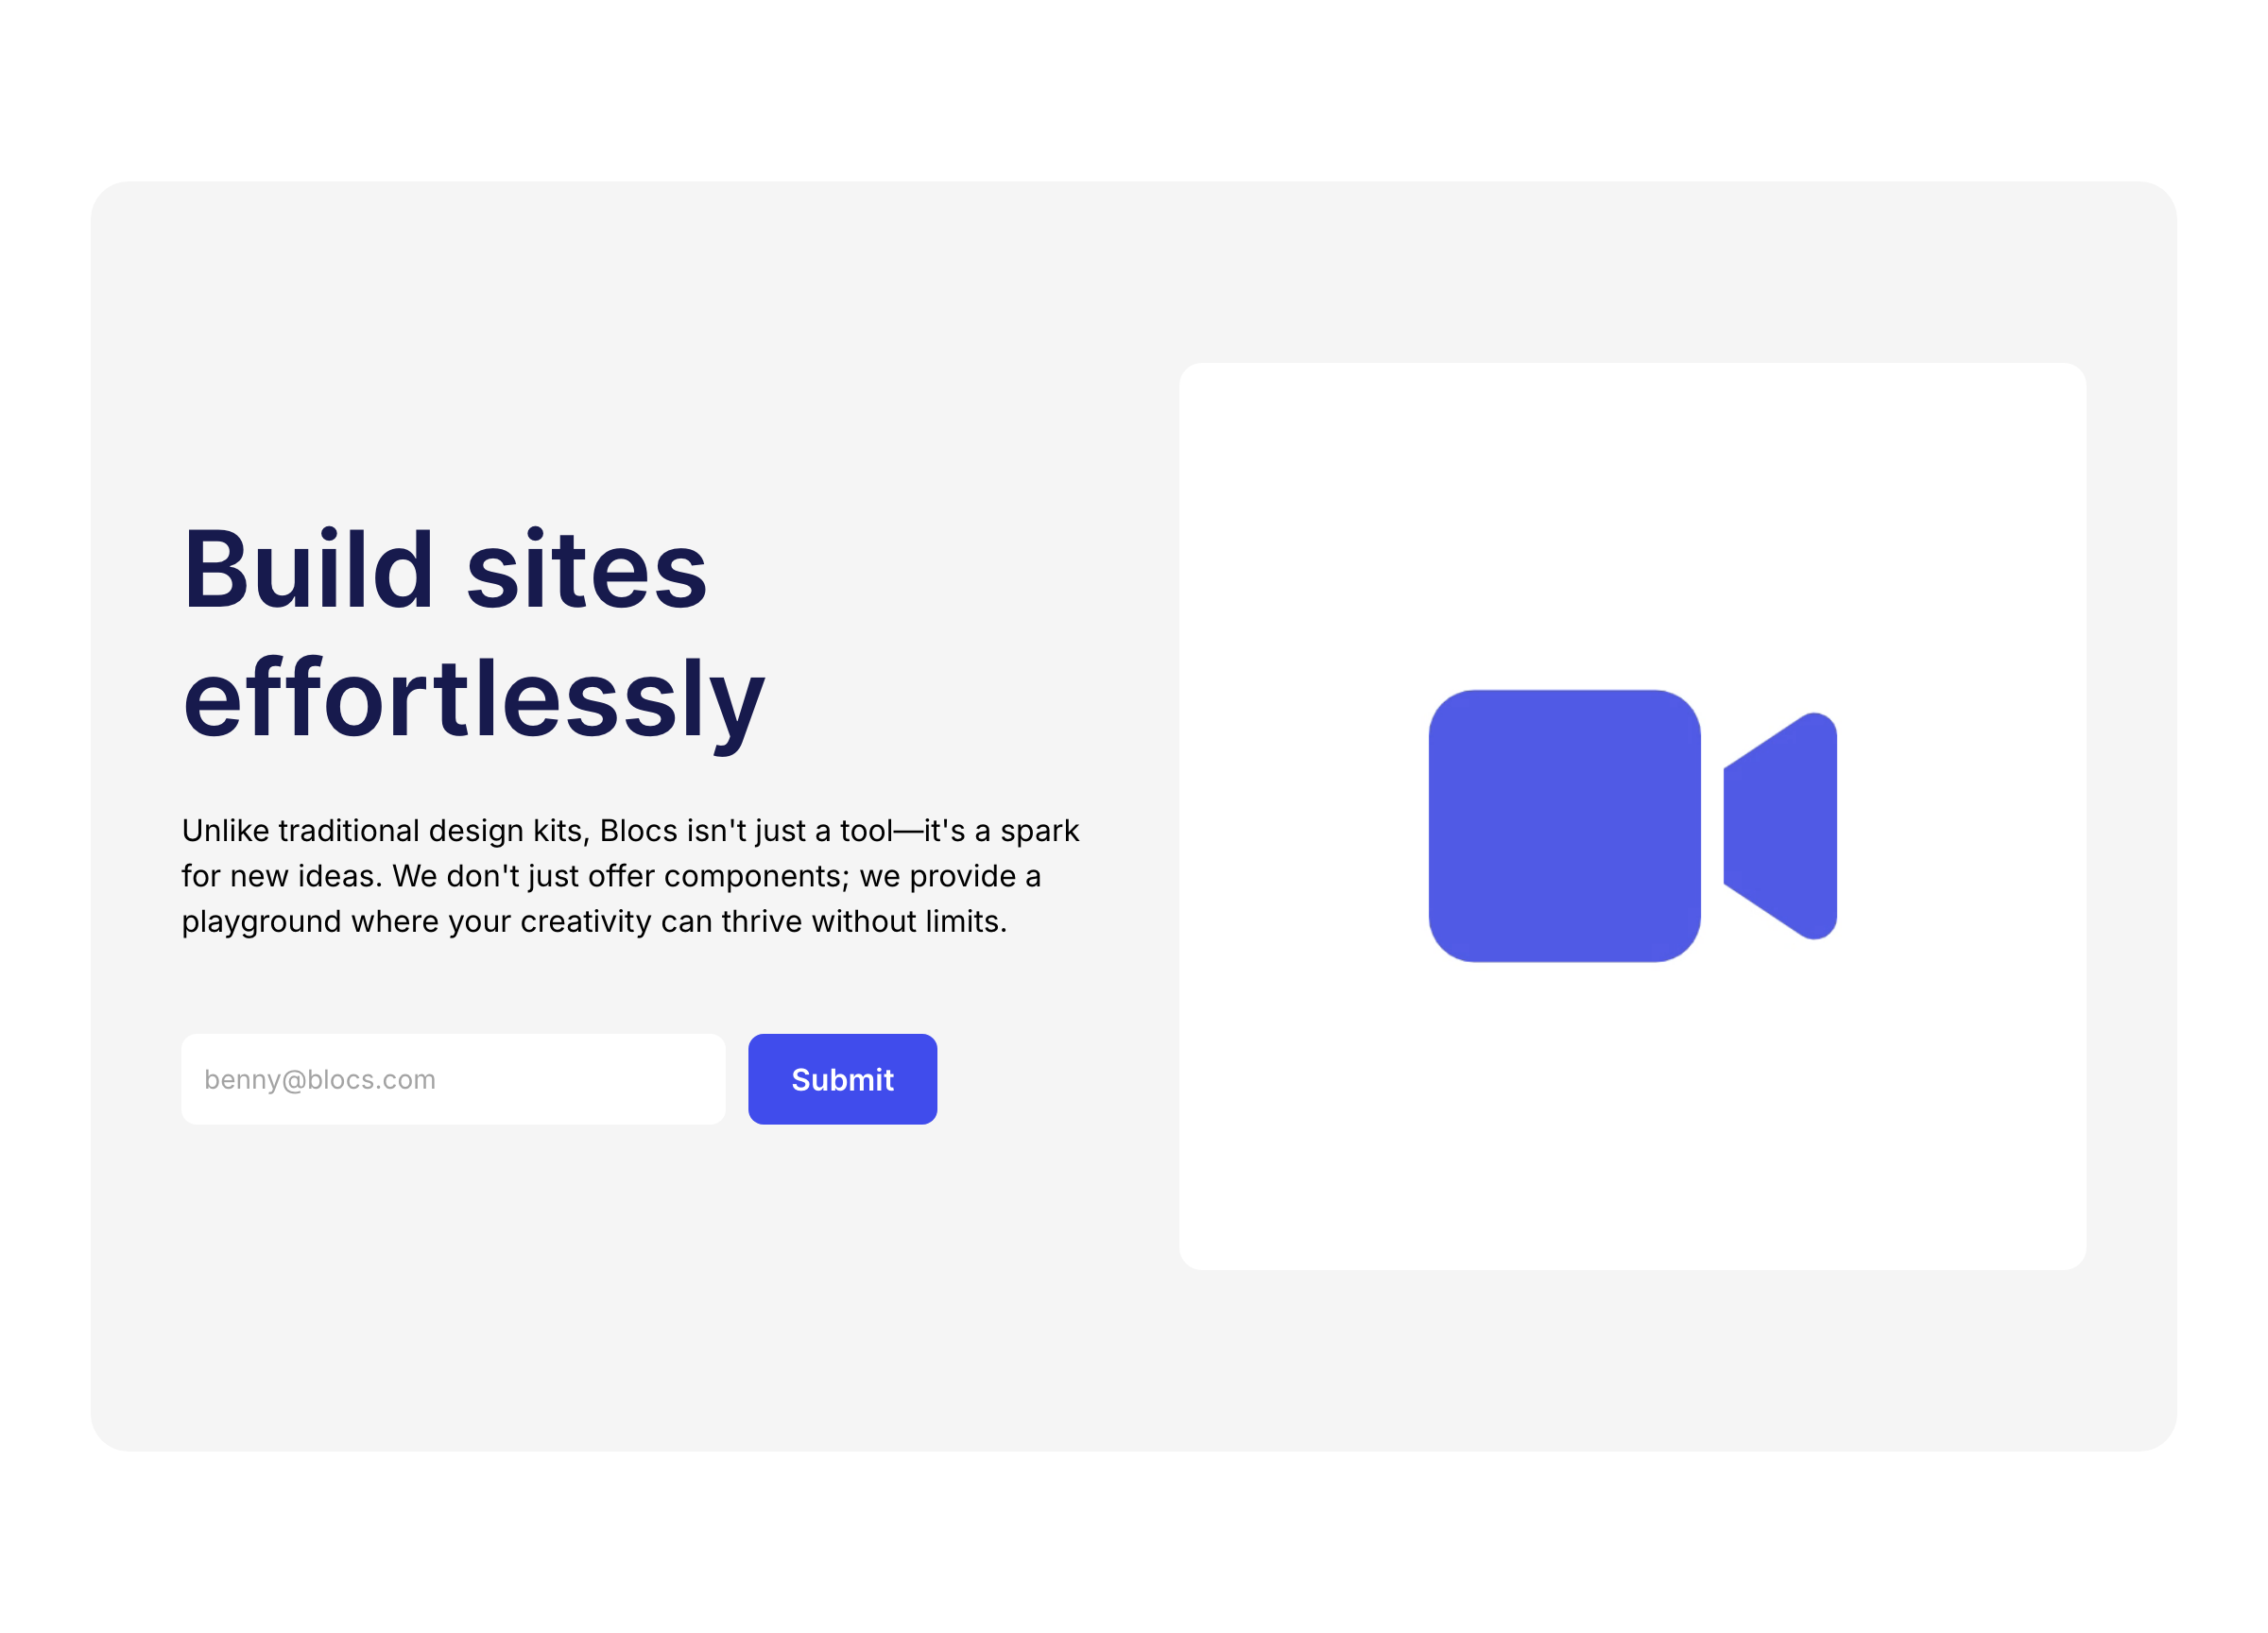 Build sites
effortlessly
Unlike traditional design kits, Blocs isn't just a tool—it's a spark
for new ideas. We don't just offer components; we provide a
playground where your creativity can thrive without limits.
benny@blocs.com
Submit